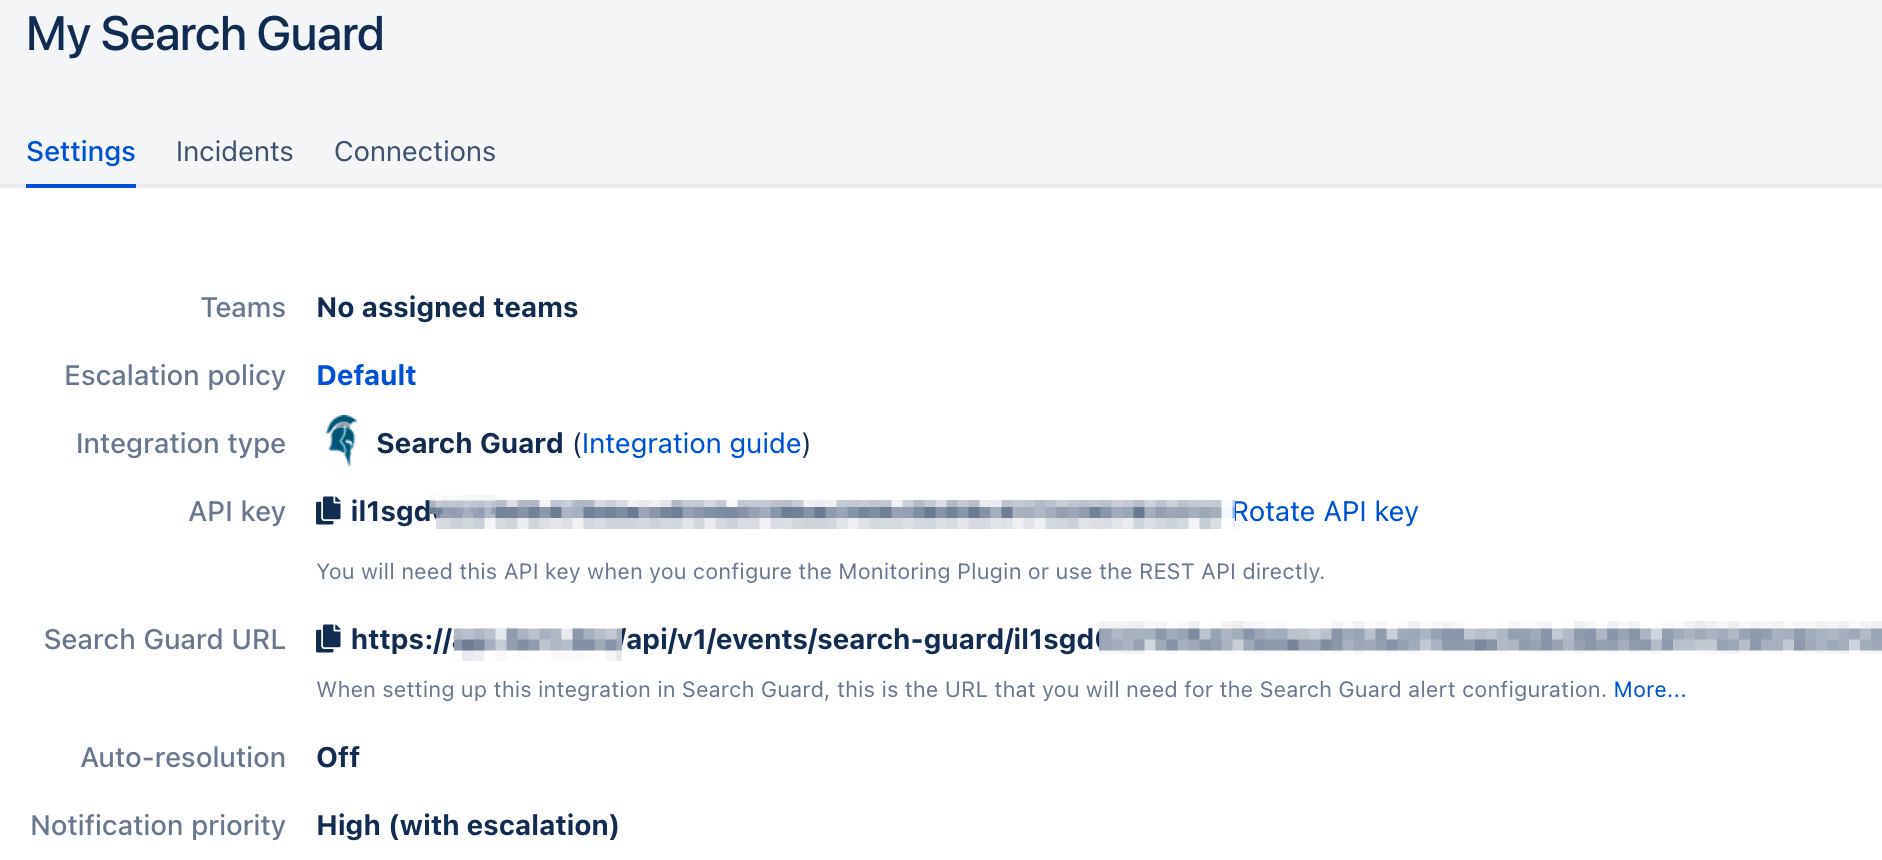 My Search Guard
Settings Incidents Connections
Teams No assigned teams
Escalation policy Default
Integration type Search Guard (Integration guide)
API key il1sgd Rotate API key
You will need this API key when you configure the Monitoring Plugin or use the REST API directly.
Search Guard URL https:// /api/v1/events/search-guard/il1sgd
When setting up this integration in Search Guard, this is the URL that you will need for the Search Guard alert configuration. More...
Auto-resolution Off
Notification priority High (with escalation)